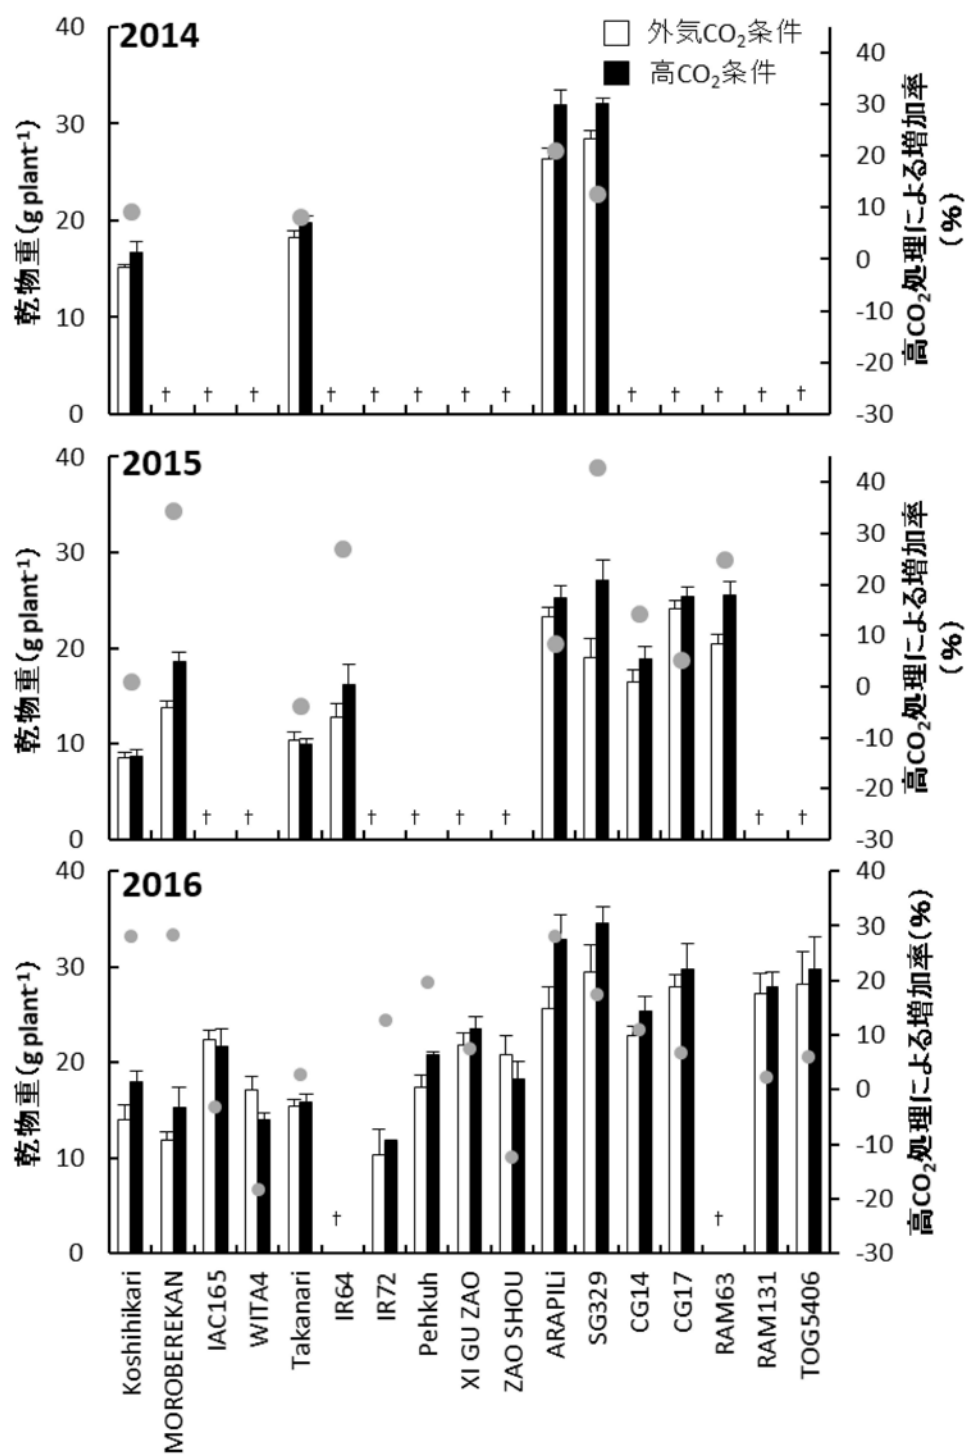 2014
外気CO₂条件
高CO₂条件
40
30
20
10
0
乾物重(g plant⁻¹)
40
30
20
10
0
-10
-20
-30
高CO₂処理による増加率
(%)
† † † † † † † † † † † † †
2015
40
30
20
10
0
乾物重(g plant⁻¹)
40
30
20
10
0
-10
-20
-30
高CO₂処理による増加率
(%)
† † † † † † † †
2016
40
30
20
10
0
乾物重(g plant⁻¹)
40
30
20
10
0
-10
-20
-30
高CO₂処理による増加率(%)
† †
Koshihikari
MOROBEREKAN
IAC165
WITA4
Takanari
IR64
IR72
Pehkuh
XI GU ZAO
ZAO SHOU
ARAPILi
SG329
CG14
CG17
RAM63
RAM131
TOG5406